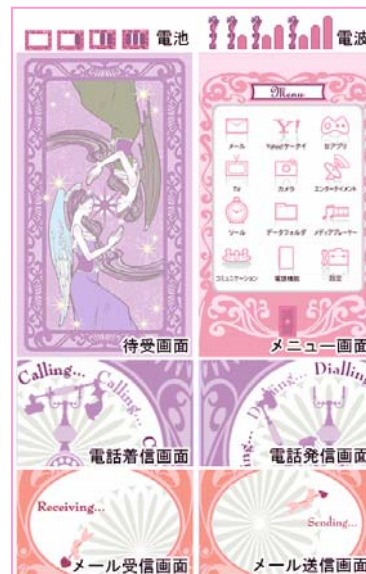 電池
電波
Menu
メール
Yahoo!ケータイ
S!アプリ
TV
カメラ
エンターテイメント
ツール
データフォルダ
メディアプレーヤー
コミュニケーション
電話機能
設定
待受画面
メニュー画面
Calling...
Calling...
C
電話着信画面
Dialling
Dialling...
電話発信画面
Receiving...
メール受信画面
Sending...
メール送信画面